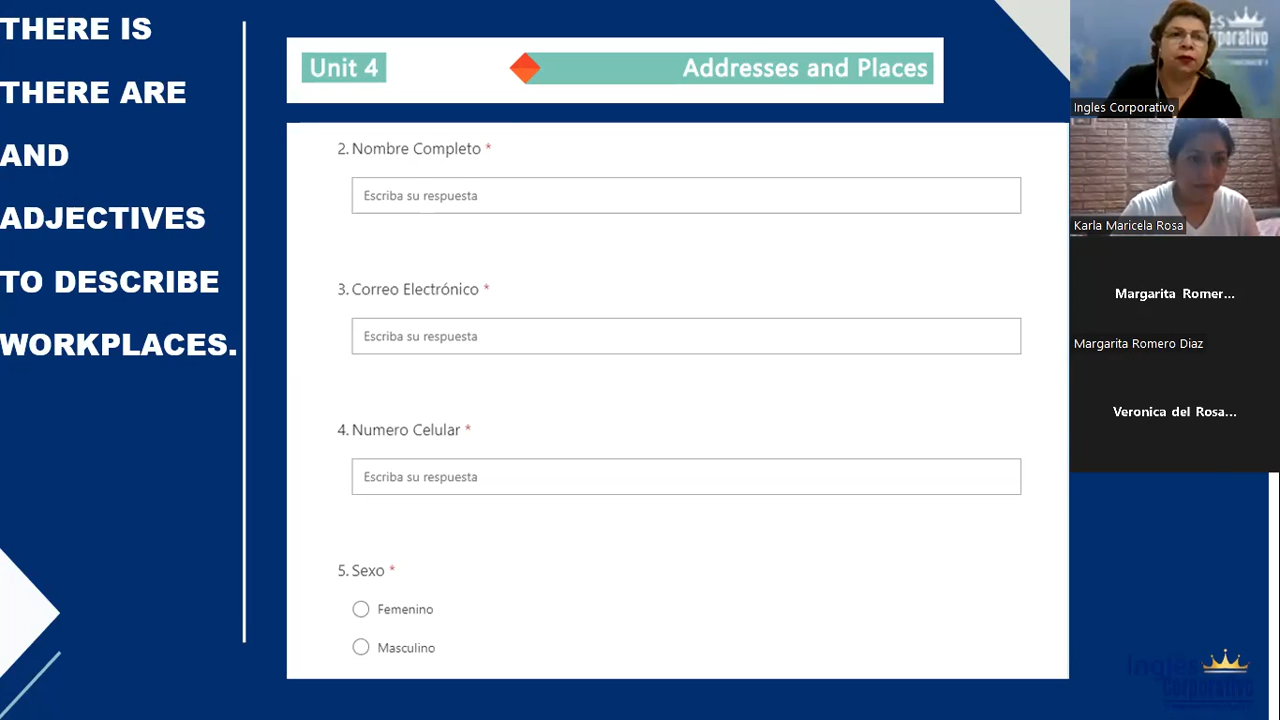 THERE IS
THERE ARE
AND
ADJECTIVES
TO DESCRIBE
WORKPLACES.
Unit 4
Addresses and Places
2. Nombre Completo *
Escriba su respuesta
3. Correo Electrónico *
Escriba su respuesta
4. Numero Celular *
Escriba su respuesta
5. Sexo *
Femenino
Masculino
Ingles Corporativo
Karla Maricela Rosa
Margarita Romer...
Margarita Romero Diaz
Veronica del Rosa...
Inglés
Corporativo